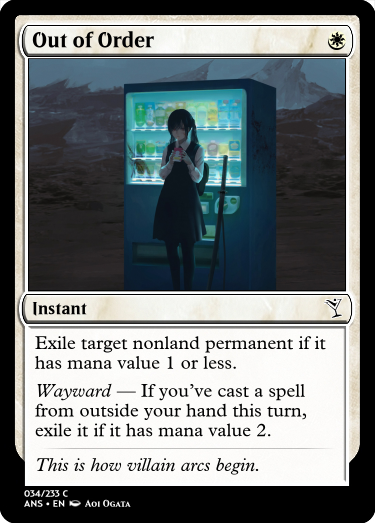 Out of Order
Instant
Exile target nonland permanent if it
has mana value 1 or less.
Wayward — If you've cast a spell
from outside your hand this turn,
exile it if it has mana value 2.
This is how villain arcs begin.
034/233 C
ANS • EN Aoi Ogata